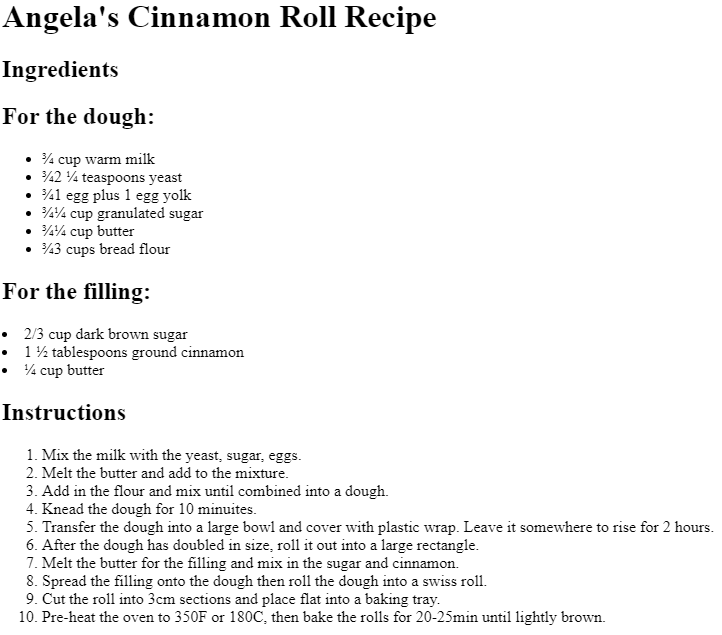 Angela's Cinnamon Roll Recipe
Ingredients
For the dough:
• ¾ cup warm milk
• ¾2 ¼ teaspoons yeast
• ¾1 egg plus 1 egg yolk
• ¾¼ cup granulated sugar
• ¾¼ cup butter
• ¾3 cups bread flour
For the filling:
• 2/3 cup dark brown sugar
• 1 ½ tablespoons ground cinnamon
• ¼ cup butter
Instructions
1. Mix the milk with the yeast, sugar, eggs.
2. Melt the butter and add to the mixture.
3. Add in the flour and mix until combined into a dough.
4. Knead the dough for 10 minuites.
5. Transfer the dough into a large bowl and cover with plastic wrap. Leave it somewhere to rise for 2 hours.
6. After the dough has doubled in size, roll it out into a large rectangle.
7. Melt the butter for the filling and mix in the sugar and cinnamon.
8. Spread the filling onto the dough then roll the dough into a swiss roll.
9. Cut the roll into 3cm sections and place flat into a baking tray.
10. Pre-heat the oven to 350F or 180C, then bake the rolls for 20-25min until lightly brown.